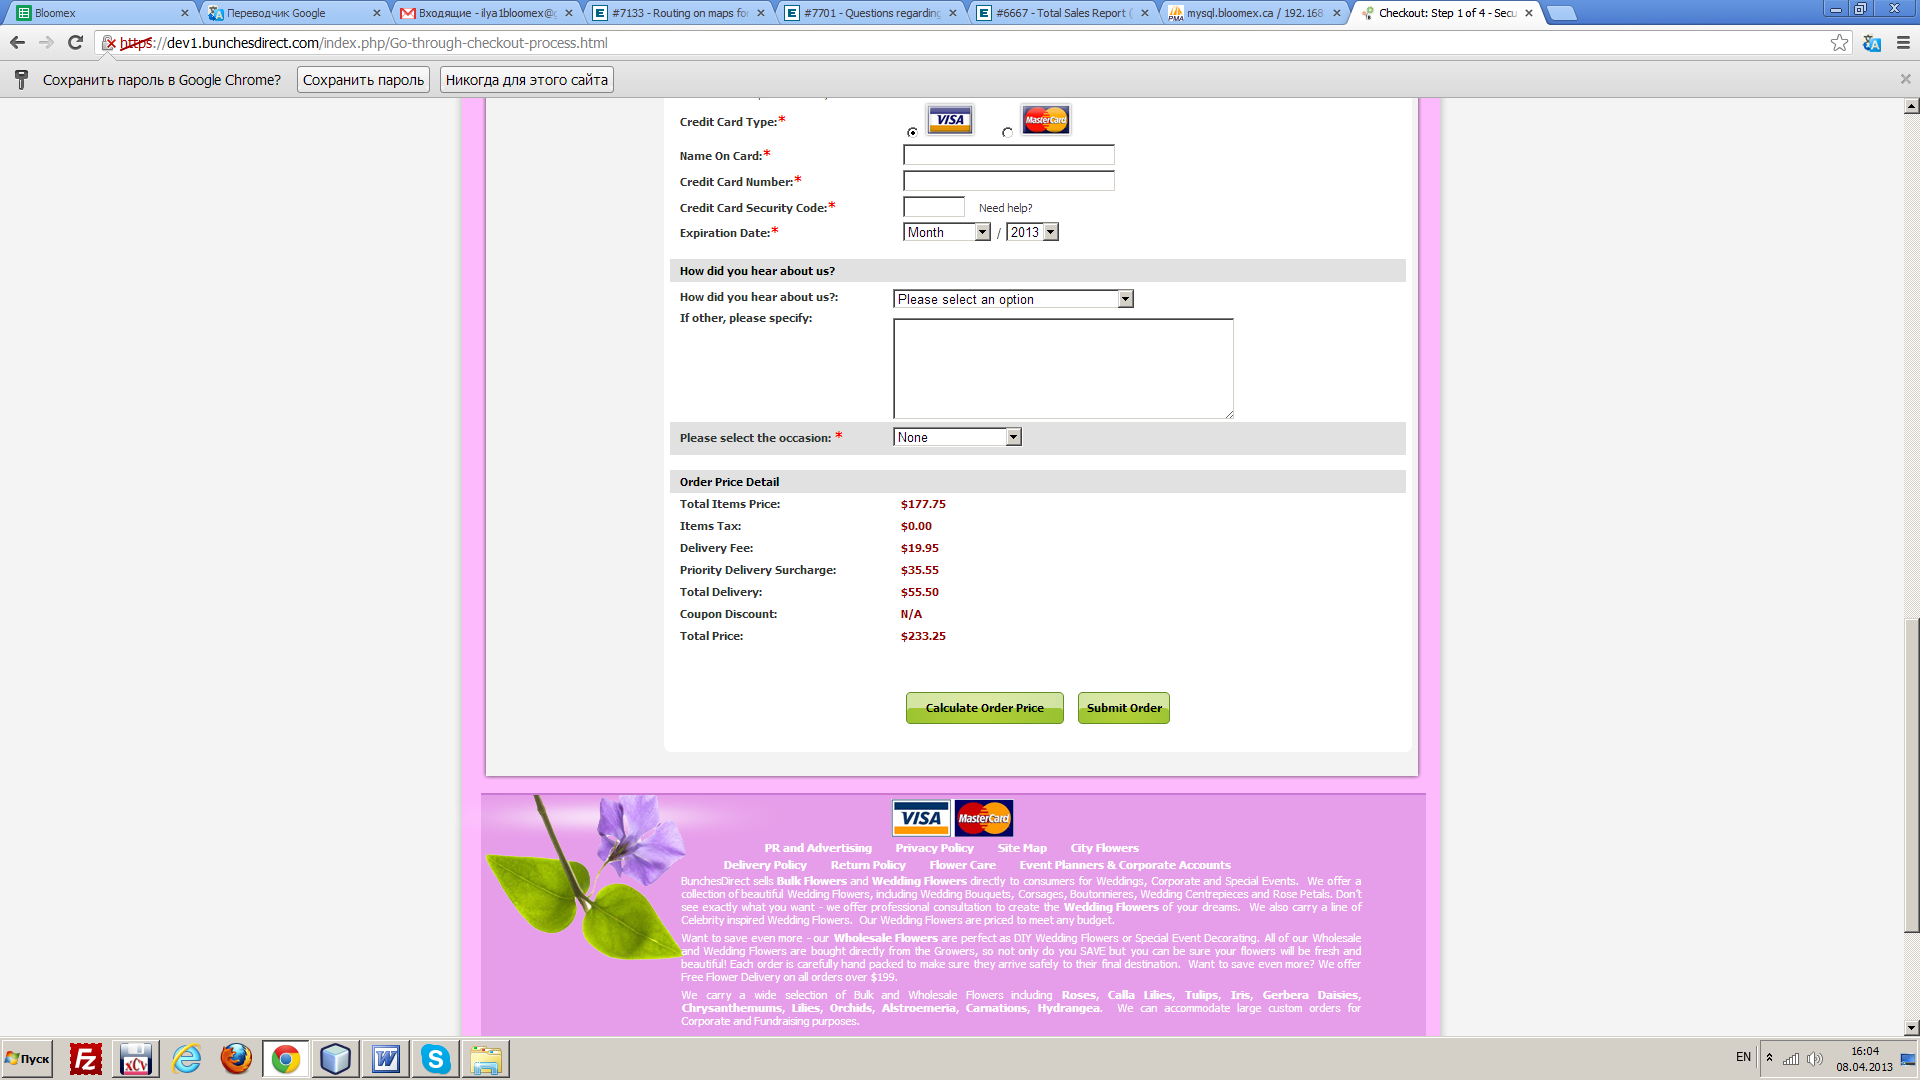 Bloomex
Переводчик Google
Входящие - ilya1bloomex@
#7133 - Routing on maps fo
#7701 - Questions regarding
#6667 - Total Sales Report (
mysql.bloomex.ca / 192.168
Checkout: Step 1 of 4 - Secu
https://dev1.bunchesdirect.com/index.php/Go-through-checkout-process.html
Сохранить пароль в Google Chrome? Сохранить пароль Никогда для этого сайта
Credit Card Type:* VISA MasterCard
Name On Card:*
Credit Card Number:*
Credit Card Security Code:* Need help?
Expiration Date:* Month / 2013
How did you hear about us?
How did you hear about us?: Please select an option
If other, please specify:
Please select the occasion: * None
Order Price Detail
Total Items Price: $177.75
Items Tax: $0.00
Delivery Fee: $19.95
Priority Delivery Surcharge: $35.55
Total Delivery: $55.50
Coupon Discount: N/A
Total Price: $233.25
Calculate Order Price Submit Order
VISA MasterCard
PR and Advertising Privacy Policy Site Map City Flowers
Delivery Policy Return Policy Flower Care Event Planners & Corporate Accounts
BunchesDirect sells Bulk Flowers and Wedding Flowers directly to consumers for Weddings, Corporate and Special Events. We offer a
collection of beautiful Wedding Flowers, including Wedding Bouquets, Corsages, Boutonnieres, Wedding Centrepieces and Rose Petals. Don't
see exactly what you want - we offer professional consultation to create the Wedding Flowers of your dreams. We also carry a line of
Celebrity inspired Wedding Flowers. Our Wedding Flowers are priced to meet any budget.
Want to save even more - our Wholesale Flowers are perfect as DIY Wedding Flowers or Special Event Decorating. All of our Wholesale
and Wedding Flowers are bought directly from the Growers, so not only do you SAVE but you can be sure your flowers will be fresh and
beautiful! Each order is carefully hand packed to make sure they arrive safely to their final destination. Want to save even more? We offer
Free Flower Delivery on all orders over $199.
We carry a wide selection of Bulk and Wholesale Flowers including Roses, Calla Lilies, Tulips, Iris, Gerbera Daisies,
Chrysanthemums, Lilies, Orchids, Alstroemeria, Carnations, Hydrangea. We can accommodate large custom orders for
Corporate and Fundraising purposes.
Пуск
EN
16:04
08.04.2013